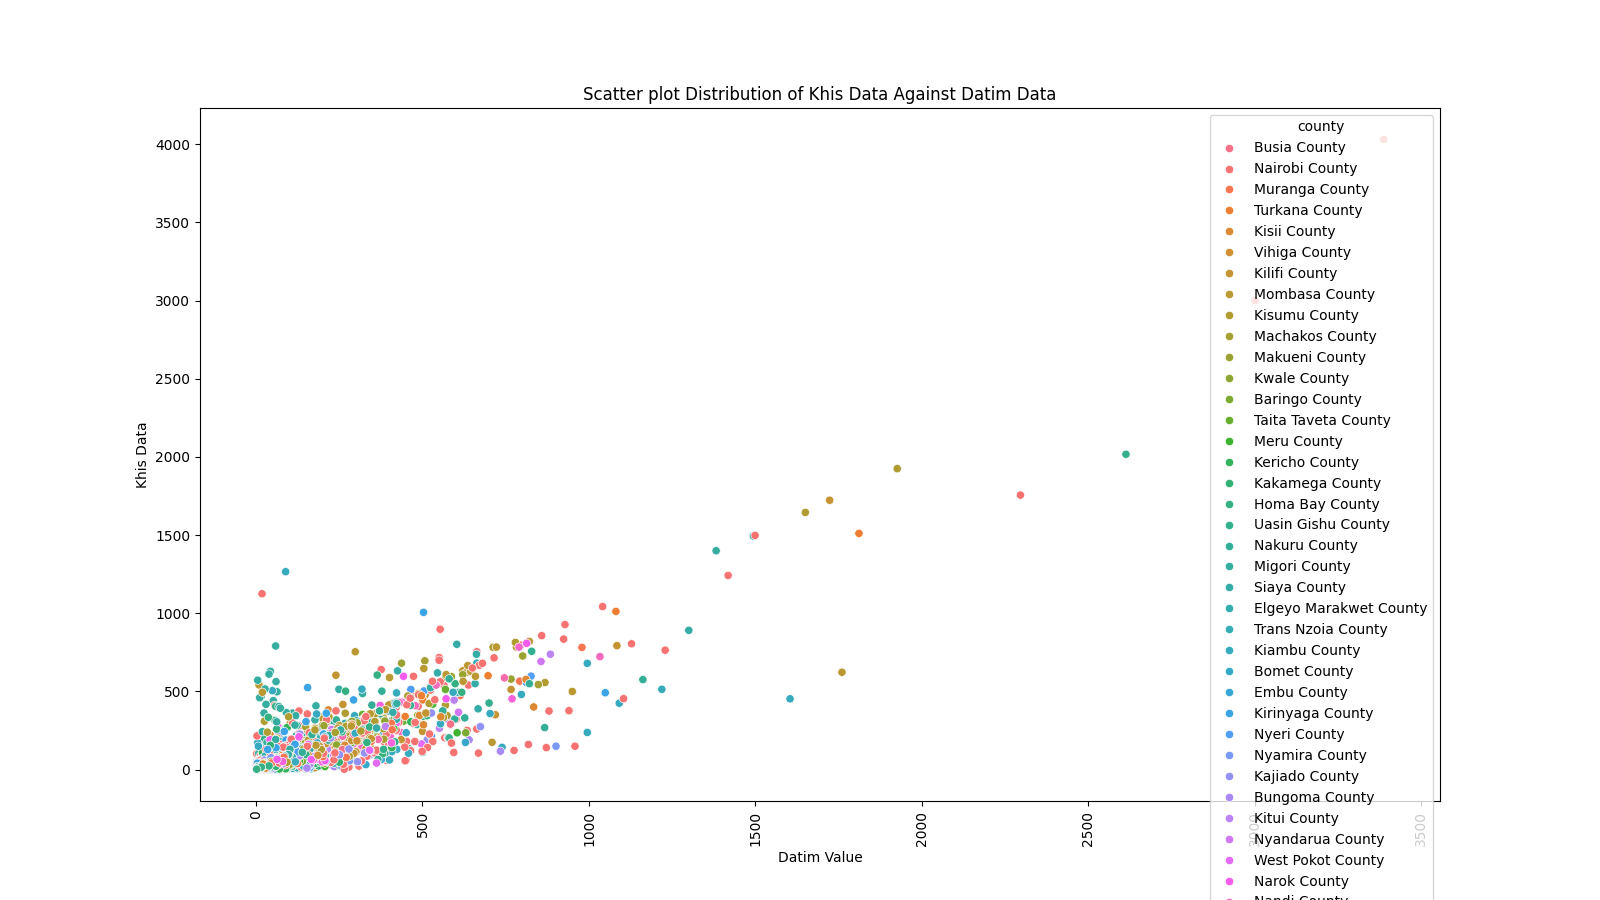 Scatter plot Distribution of Khis Data Against Datim Data
county
Busia County
Nairobi County
Muranga County
Turkana County
Kisii County
Vihiga County
Kilifi County
Mombasa County
Kisumu County
Machakos County
Makueni County
Kwale County
Baringo County
Taita Taveta County
Meru County
Kericho County
Kakamega County
Homa Bay County
Uasin Gishu County
Nakuru County
Migori County
Siaya County
Elgeyo Marakwet County
Trans Nzoia County
Kiambu County
Bomet County
Embu County
Kirinyaga County
Nyeri County
Nyamira County
Kajiado County
Bungoma County
Kitui County
Nyandarua County
West Pokot County
Narok County
Nandi County
4000
3500
3000
2500
2000
1500
1000
500
0
Khis Data
0
500
1000
1500
2000
2500
3000
3500
Datim Value